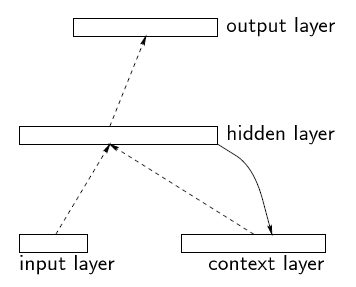 output layer
hidden layer
input layer
context layer